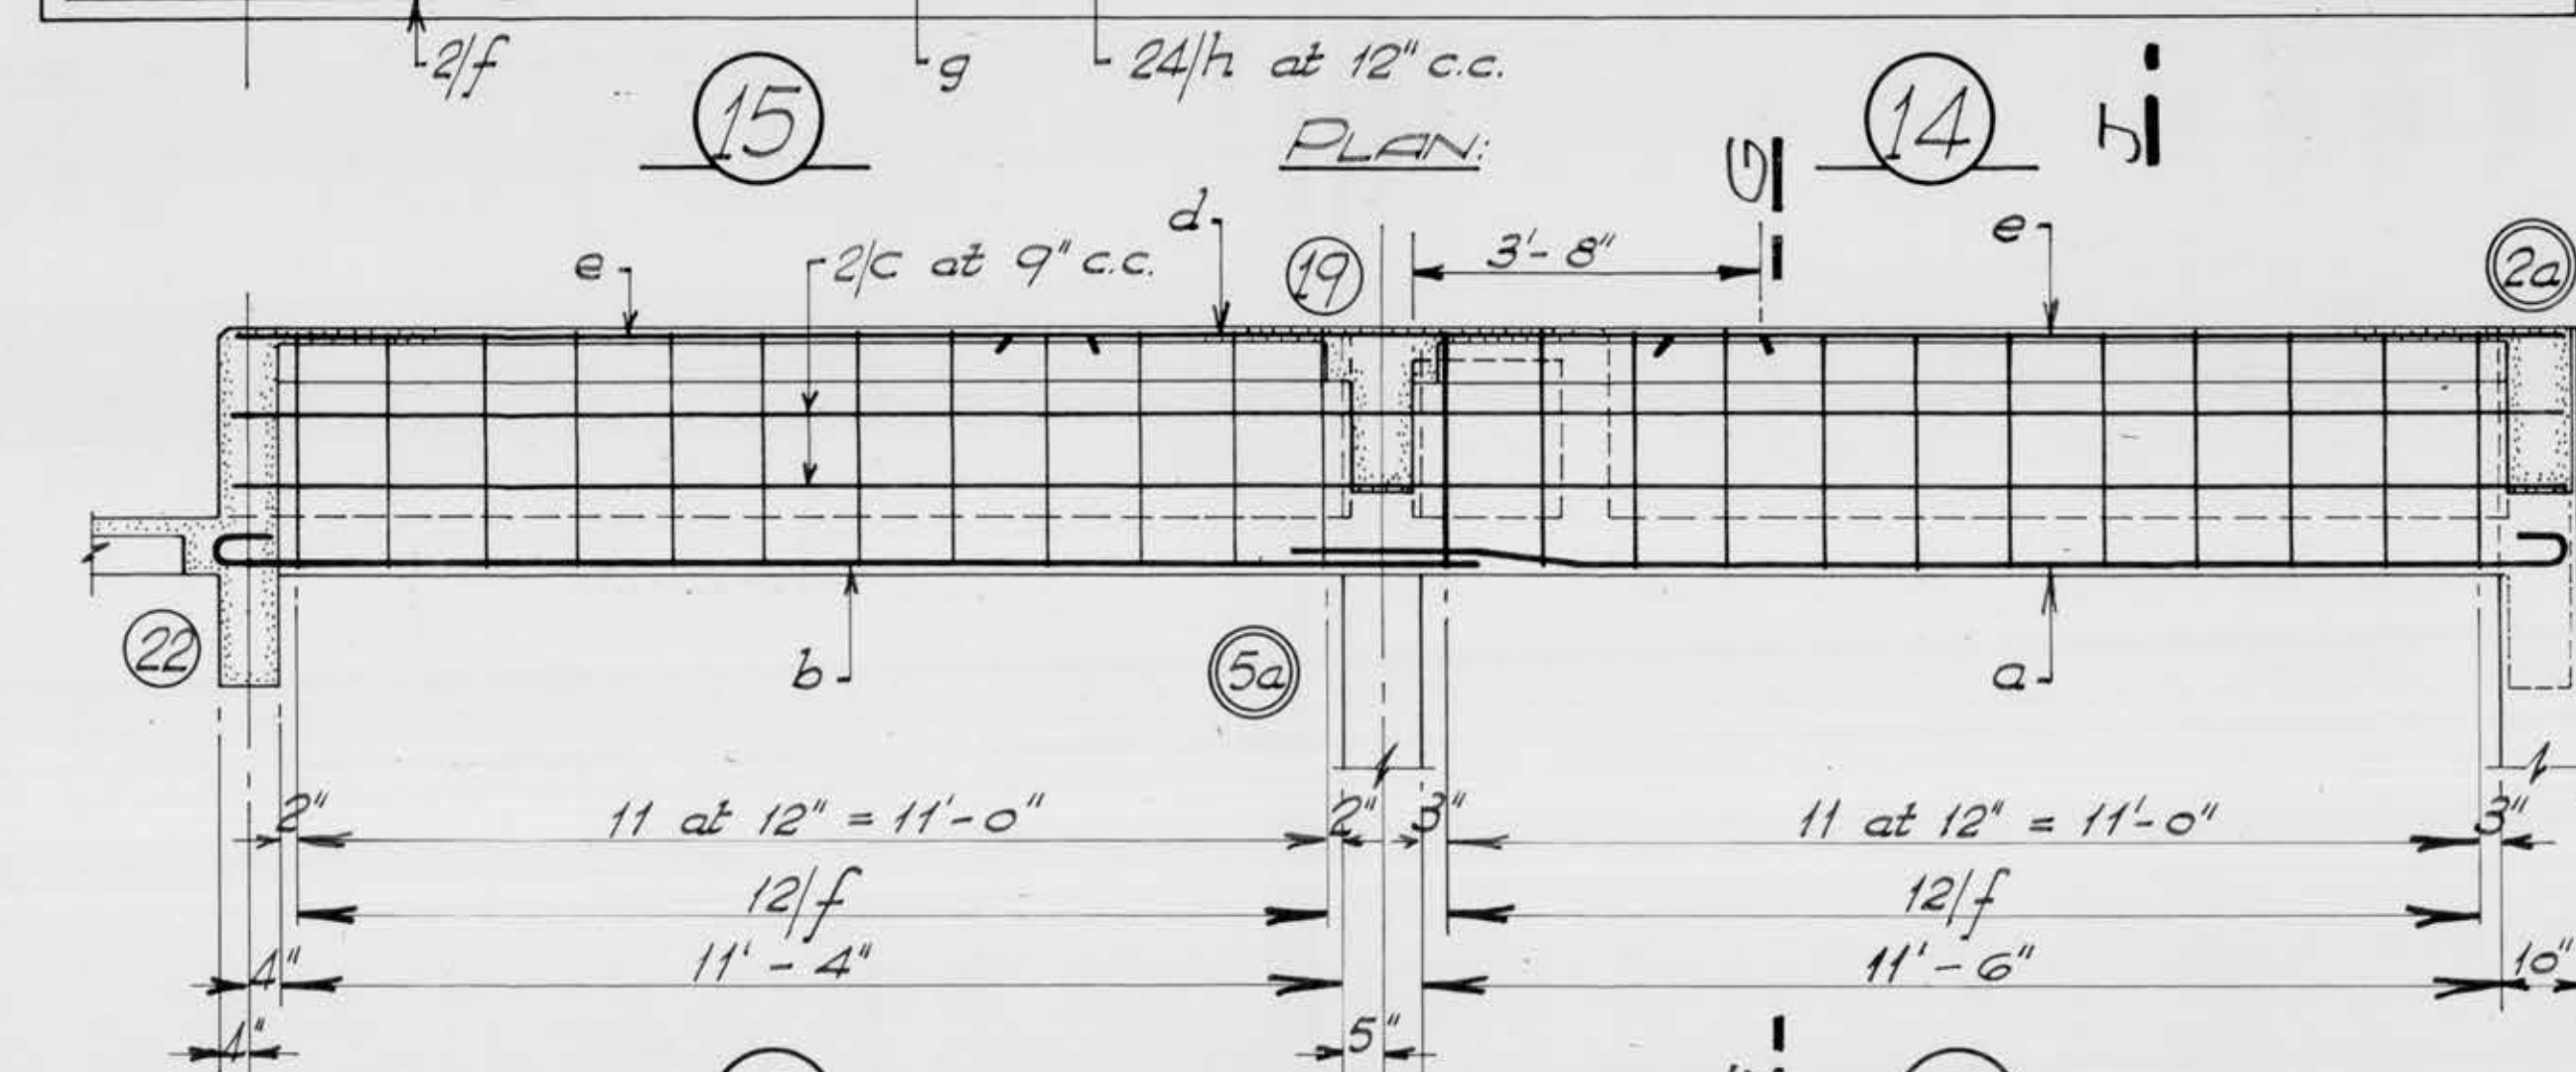 2/f
g
24/h at 12" c.c.
15
PLAN:
14
G
d
e
2/c at 9" c.c.
19
3'-8"
e
2a
22
b
5a
a
2"
11 at 12" = 11'-0"
2"
3"
11 at 12" = 11'-0"
3"
12/f
12/f
4"
11'-4"
11'-6"
10"
4"
5"